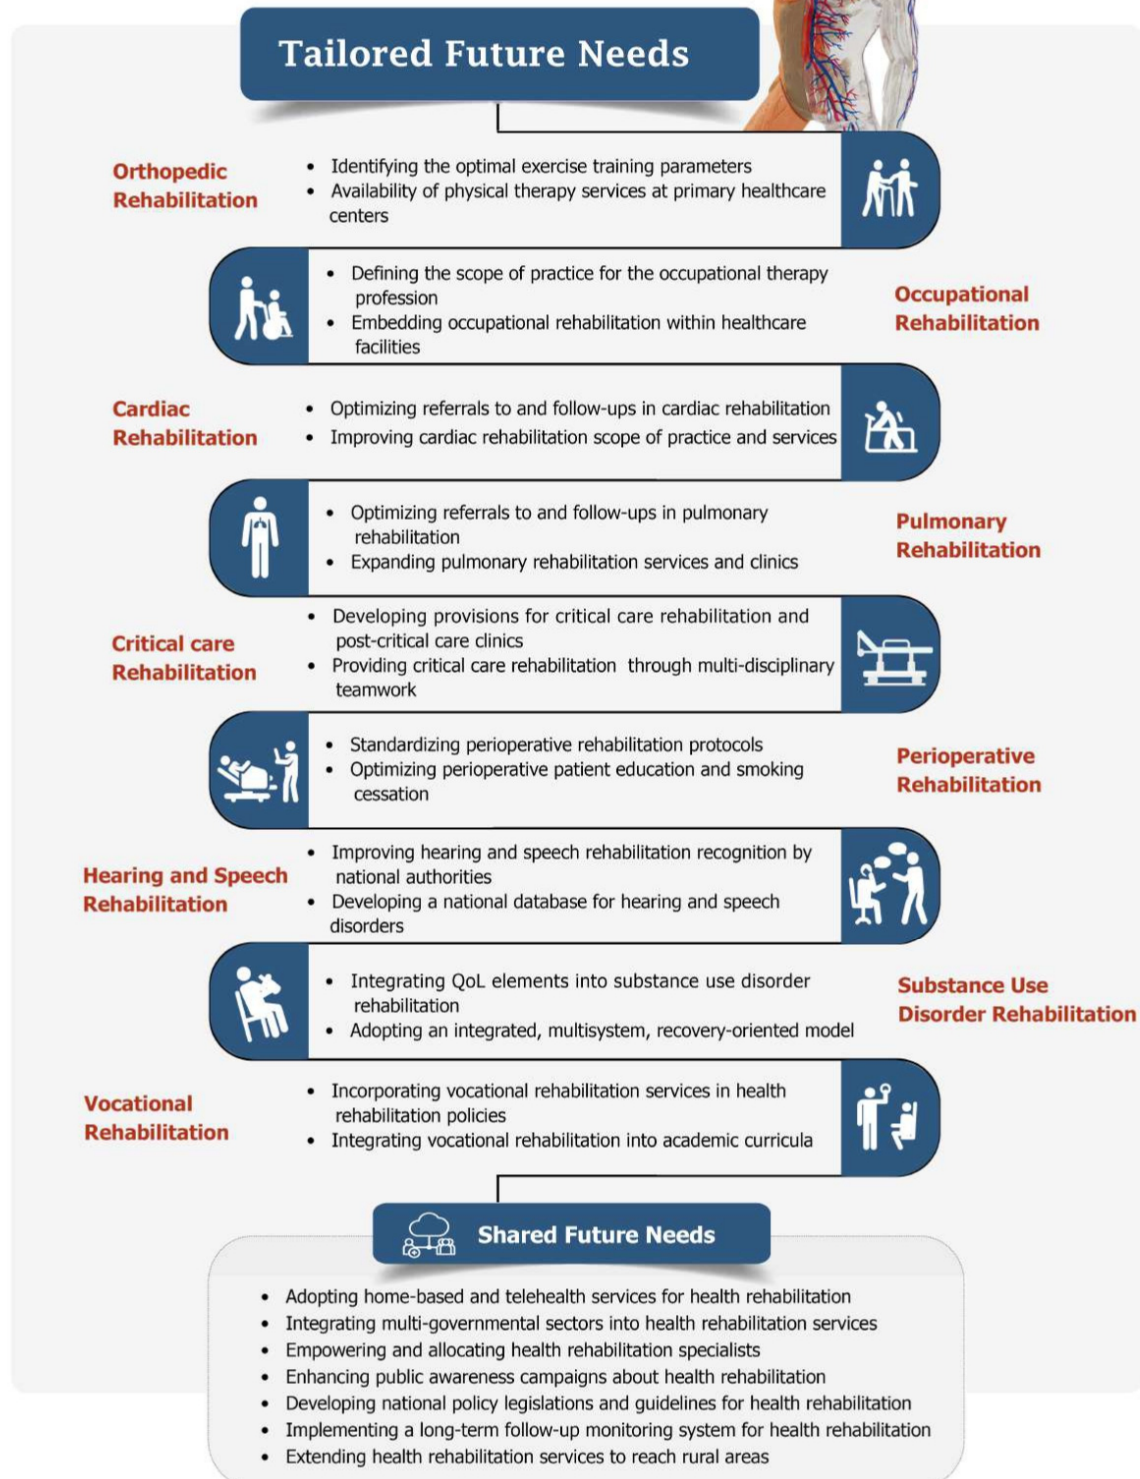 Tailored Future Needs
Orthopedic
Rehabilitation
• Identifying the optimal exercise training parameters
• Availability of physical therapy services at primary healthcare
centers
• Defining the scope of practice for the occupational therapy
profession
• Embedding occupational rehabilitation within healthcare
facilities
Occupational
Rehabilitation
Cardiac
Rehabilitation
• Optimizing referrals to and follow-ups in cardiac rehabilitation
• Improving cardiac rehabilitation scope of practice and services
• Optimizing referrals to and follow-ups in pulmonary
rehabilitation
• Expanding pulmonary rehabilitation services and clinics
Pulmonary
Rehabilitation
Critical care
Rehabilitation
• Developing provisions for critical care rehabilitation and
post-critical care clinics
• Providing critical care rehabilitation through multi-disciplinary
teamwork
• Standardizing perioperative rehabilitation protocols
• Optimizing perioperative patient education and smoking
cessation
Perioperative
Rehabilitation
Hearing and Speech
Rehabilitation
• Improving hearing and speech rehabilitation recognition by
national authorities
• Developing a national database for hearing and speech
disorders
• Integrating QoL elements into substance use disorder
rehabilitation
• Adopting an integrated, multisystem, recovery-oriented model
Substance Use
Disorder Rehabilitation
Vocational
Rehabilitation
• Incorporating vocational rehabilitation services in health
rehabilitation policies
• Integrating vocational rehabilitation into academic curricula
Shared Future Needs
• Adopting home-based and telehealth services for health rehabilitation
• Integrating multi-governmental sectors into health rehabilitation services
• Empowering and allocating health rehabilitation specialists
• Enhancing public awareness campaigns about health rehabilitation
• Developing national policy legislations and guidelines for health rehabilitation
• Implementing a long-term follow-up monitoring system for health rehabilitation
• Extending health rehabilitation services to reach rural areas